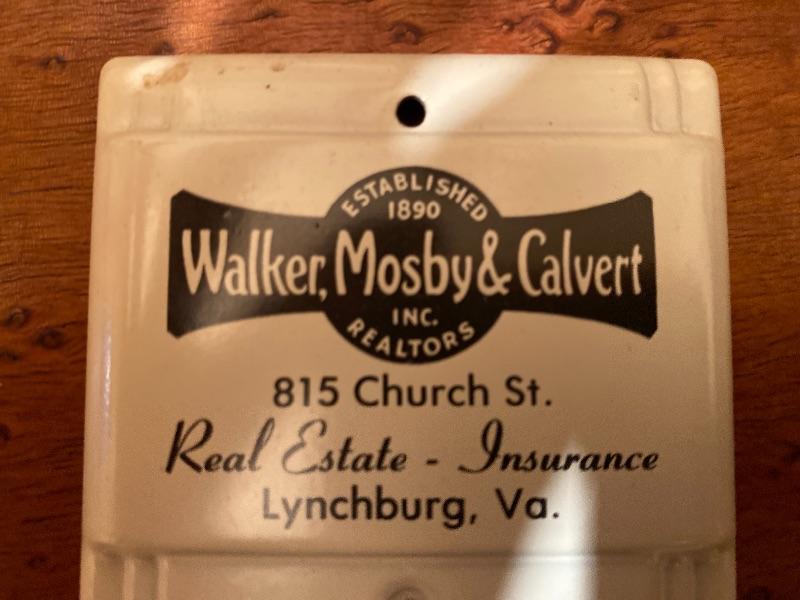 ESTABLISHED
1890
Walker, Mosby & Calvert
INC.
REALTORS
815 Church St.
Real Estate - Insurance
Lynchburg, Va.